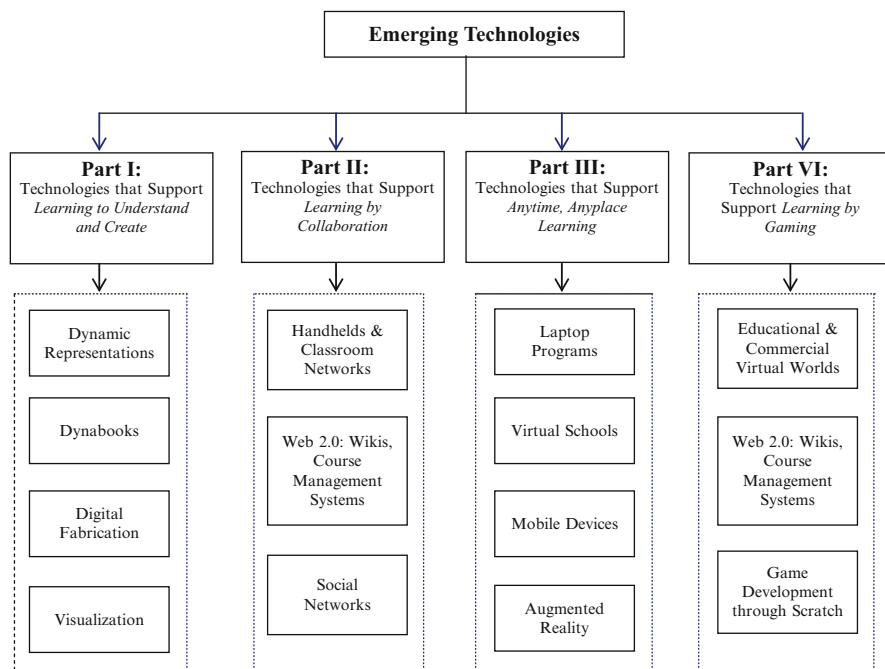 Emerging Technologies
Part I:
Technologies that Support
Learning to Understand
and Create
Dynamic
Representations
Dynabooks
Digital
Fabrication
Visualization
Part II:
Technologies that Support
Learning by
Collaboration
Handhelds &
Classroom
Networks
Web 2.0: Wikis,
Course
Management
Systems
Social
Networks
Part III:
Technologies that Support
Anytime, Anyplace
Learning
Laptop
Programs
Virtual Schools
Mobile Devices
Augmented
Reality
Part VI:
Technologies that
Support Learning by
Gaming
Educational &
Commercial
Virtual Worlds
Web 2.0: Wikis,
Course
Management
Systems
Game
Development
through Scratch